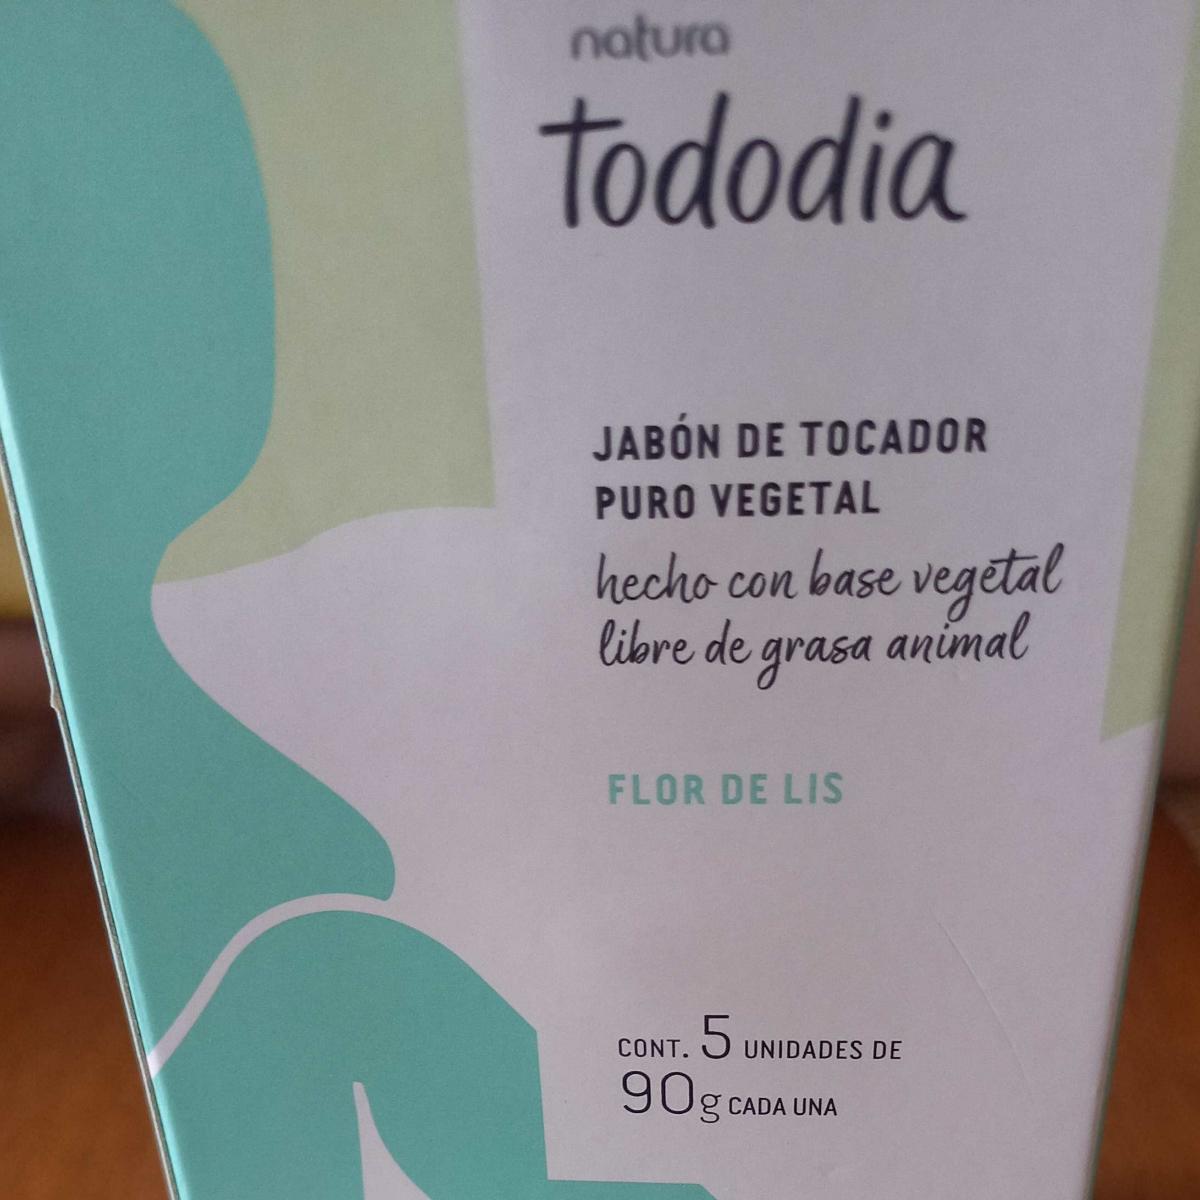 natura
tododia
JABÓN DE TOCADOR
PURO VEGETAL
hecho con base vegetal
libre de grasa animal
FLOR DE LIS
CONT. 5 UNIDADES DE
90g CADA UNA